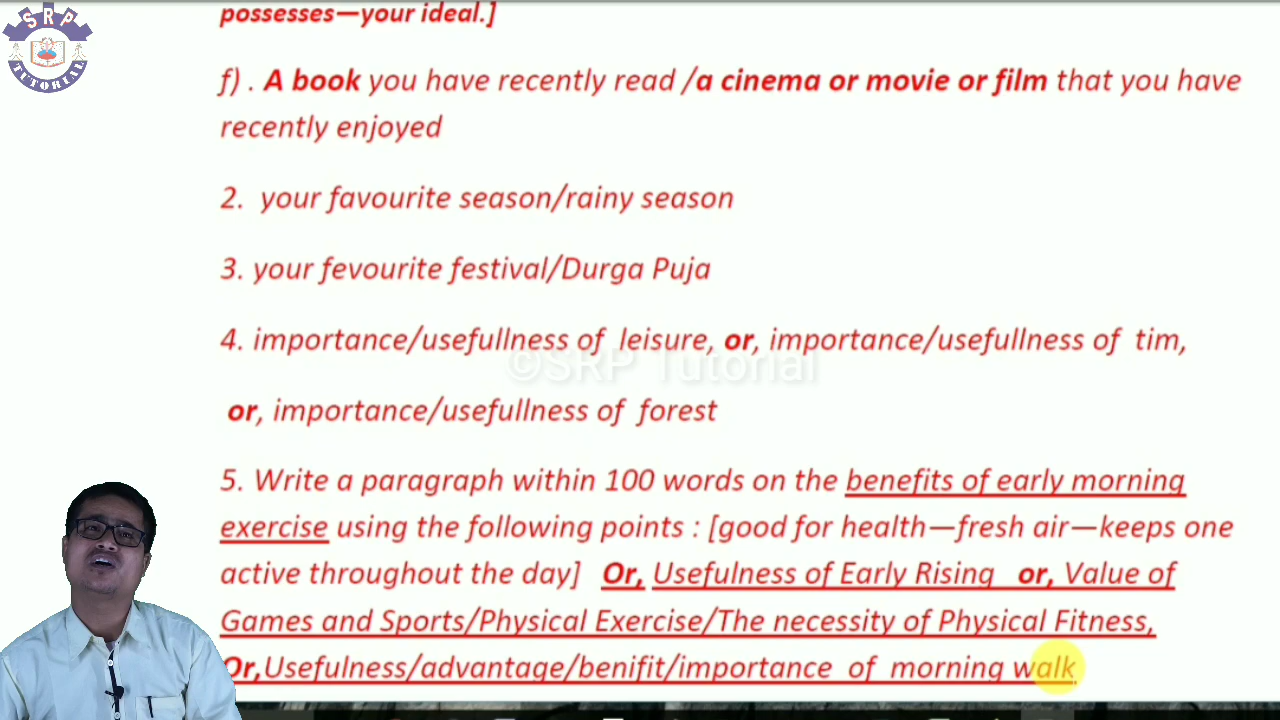 SRP
TUTORIAL
possesses—your ideal.]
f) . A book you have recently read /a cinema or movie or film that you have
recently enjoyed
2. your favourite season/rainy season
3. your fevourite festival/Durga Puja
4. importance/usefullness of leisure, or, importance/usefullness of tim,
©SRP Tutorial
or, importance/usefullness of forest
5. Write a paragraph within 100 words on the benefits of early morning
exercise using the following points : [good for health—fresh air—keeps one
active throughout the day] Or, Usefulness of Early Rising or, Value of
Games and Sports/Physical Exercise/The necessity of Physical Fitness,
Or,Usefulness/advantage/benifit/importance of morning walk